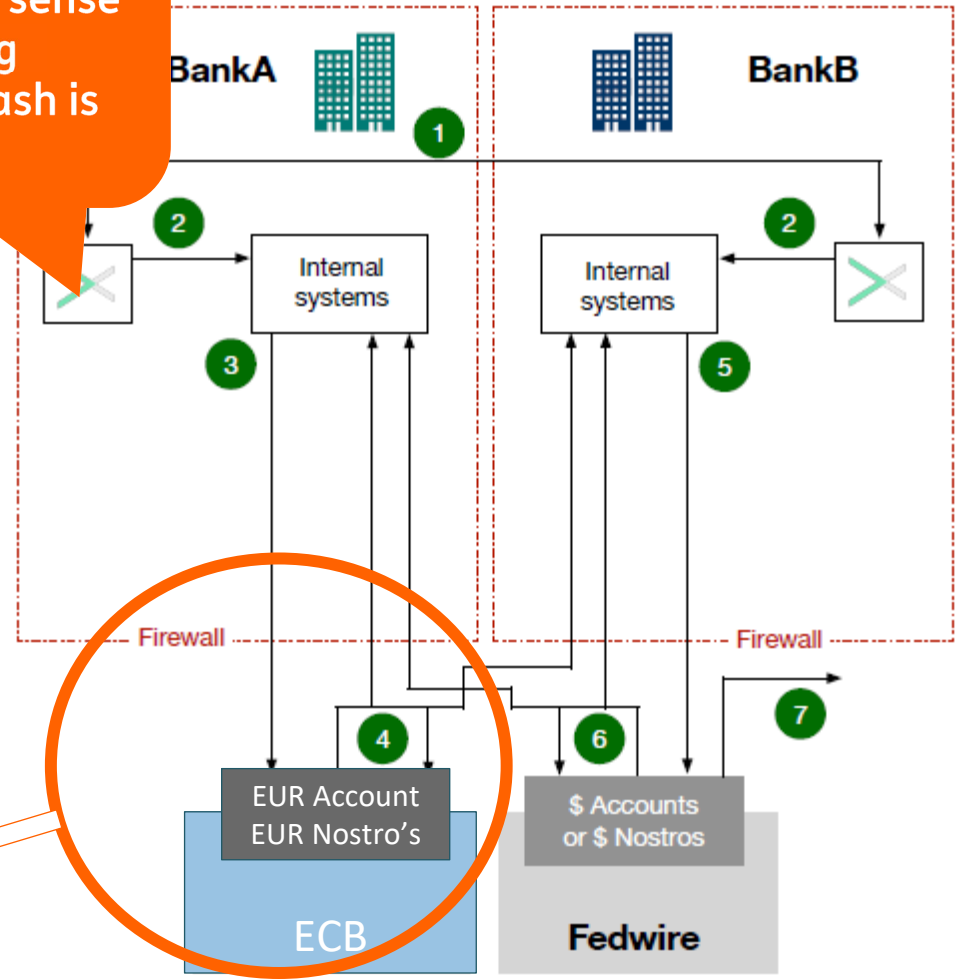 sense
g
ash is
BankA
BankB
1
2
2
Internal
systems
Internal
systems
3
5
Firewall
Firewall
4
6
7
EUR Account
EUR Nostro’s
$ Accounts
or $ Nostros
ECB
Fedwire